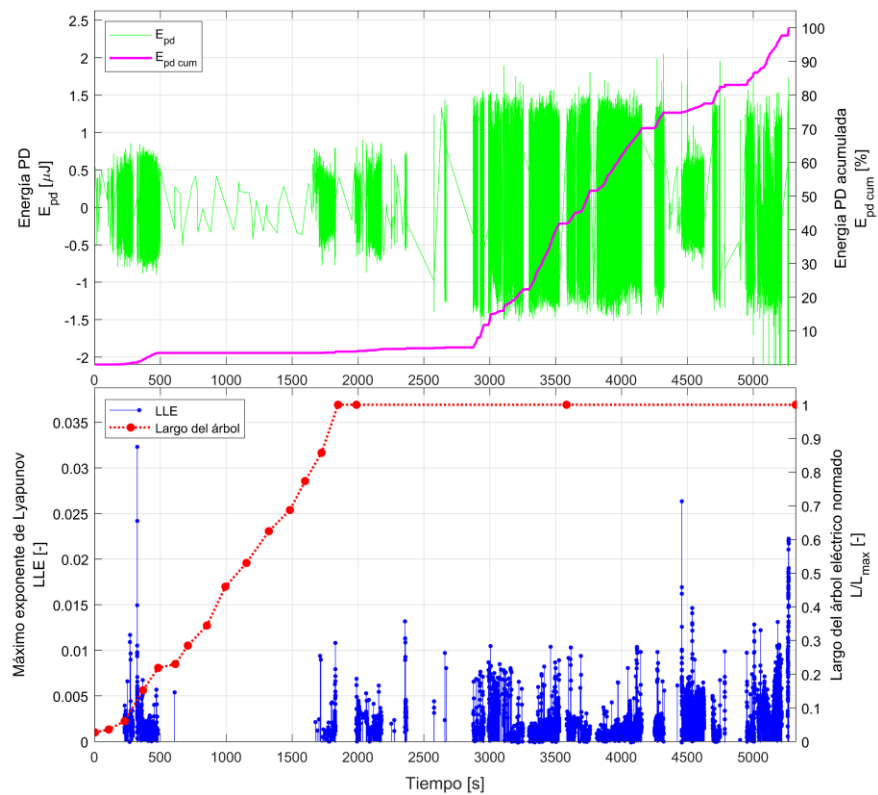 2.5
2
1.5
1
0.5
0
-0.5
-1
-1.5
-2
Energía PD
E_pd [μJ]
E_pd
E_pd cum
100
90
80
70
60
50
40
30
20
10
Energía PD acumulada
E_pd cum [%]
0 500 1000 1500 2000 2500 3000 3500 4000 4500 5000
0.035
0.03
0.025
0.02
0.015
0.01
0.005
0
Máximo exponente de Lyapunov
LLE [-]
LLE
Largo del árbol
1
0.9
0.8
0.7
0.6
0.5
0.4
0.3
0.2
0.1
0
Largo del árbol eléctrico normado
L/L_max [-]
0 500 1000 1500 2000 2500 3000 3500 4000 4500 5000
Tiempo [s]